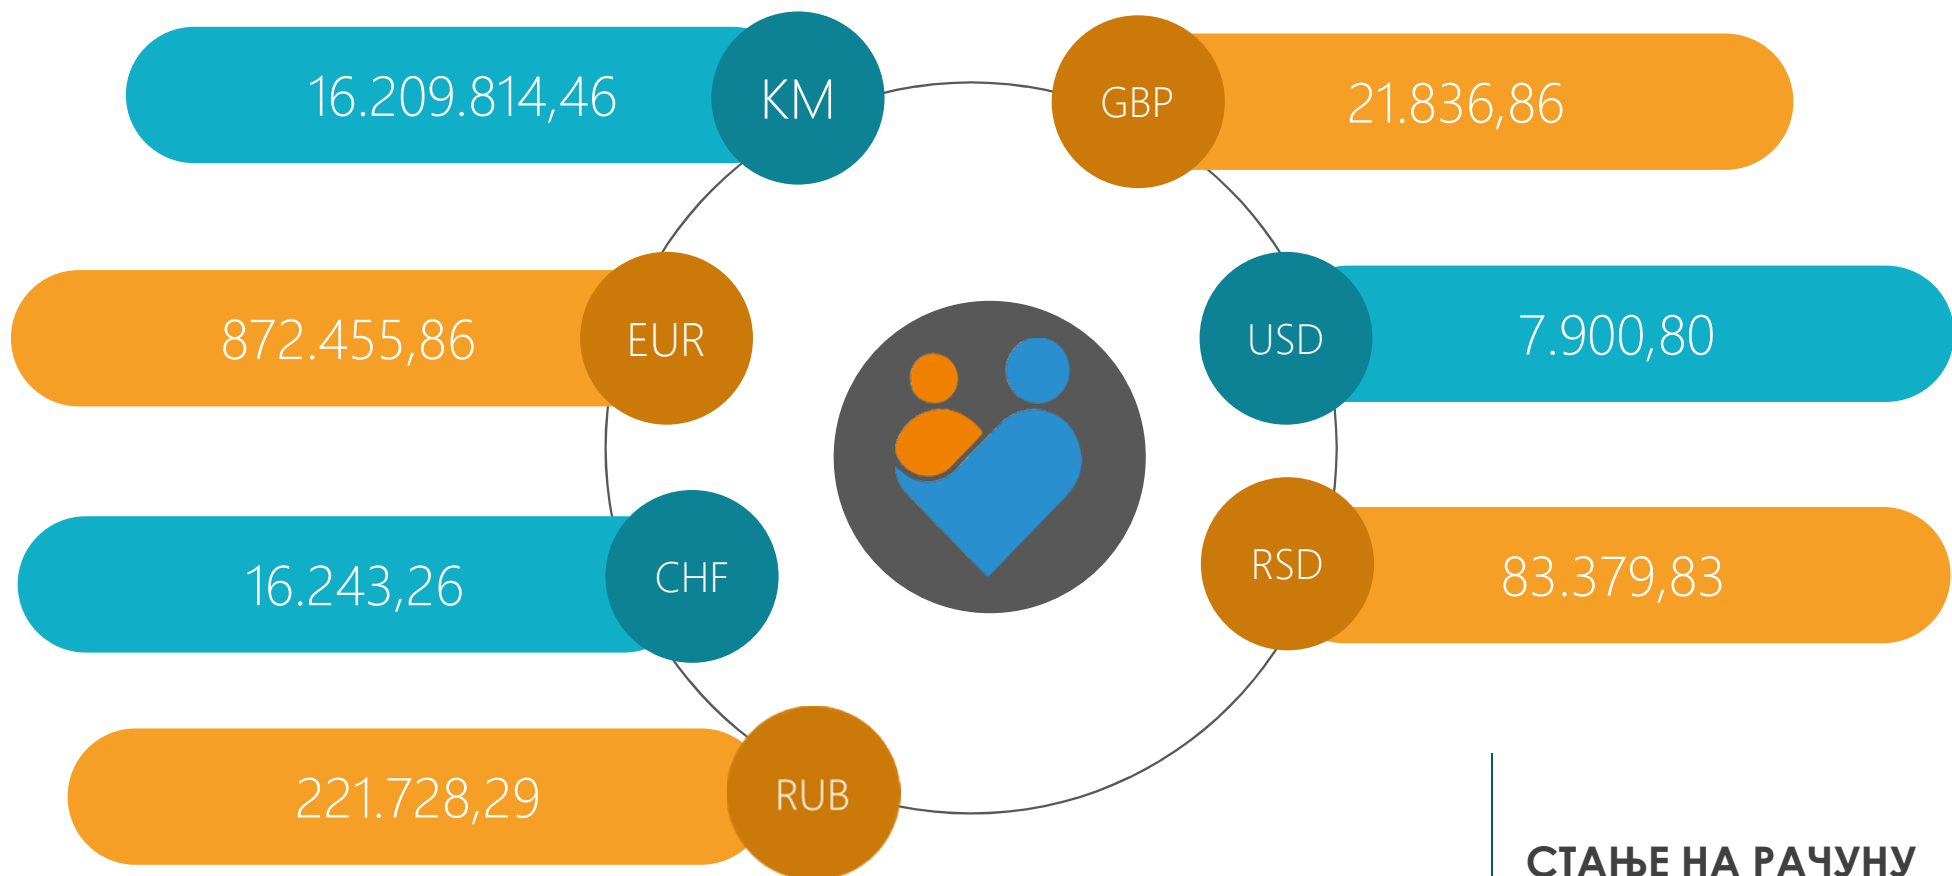 16.209.814,46
KM
GBP
21.836,86
872.455,86
EUR
USD
7.900,80
16.243,26
CHF
RSD
83.379,83
221.728,29
RUB
СТАЊЕ НА РАЧУНУ